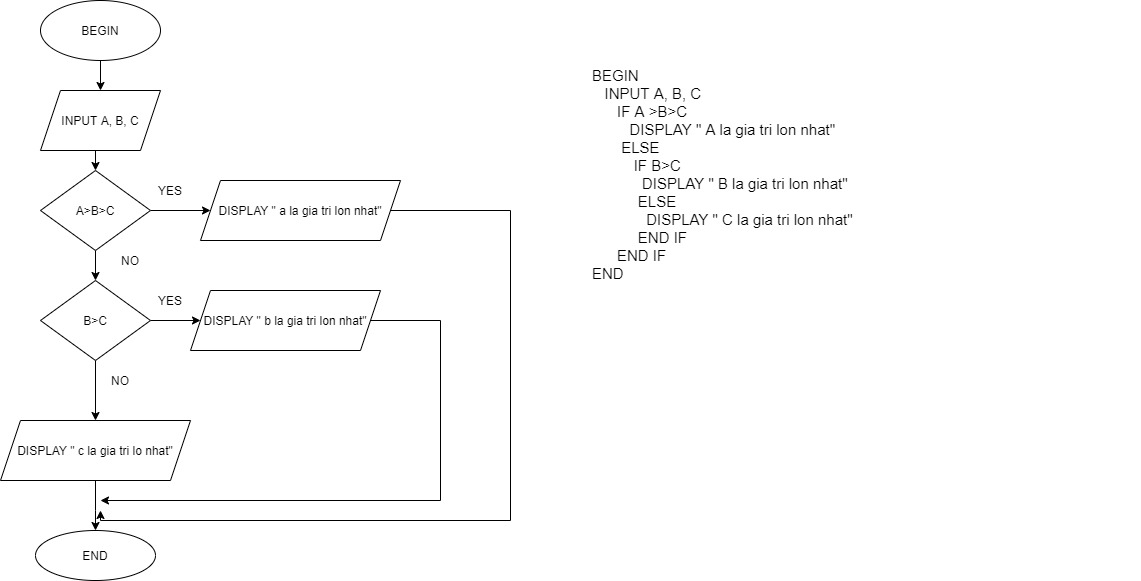 BEGIN
INPUT A, B, C
A>B>C
YES
DISPLAY " a la gia tri lon nhat"
NO
B>C
YES
DISPLAY " b la gia tri lon nhat"
NO
DISPLAY " c la gia tri lo nhat"
END
BEGIN
INPUT A, B, C
IF A >B>C
DISPLAY " A la gia tri lon nhat"
ELSE
IF B>C
DISPLAY " B la gia tri lon nhat"
ELSE
DISPLAY " C la gia tri lon nhat"
END IF
END IF
END